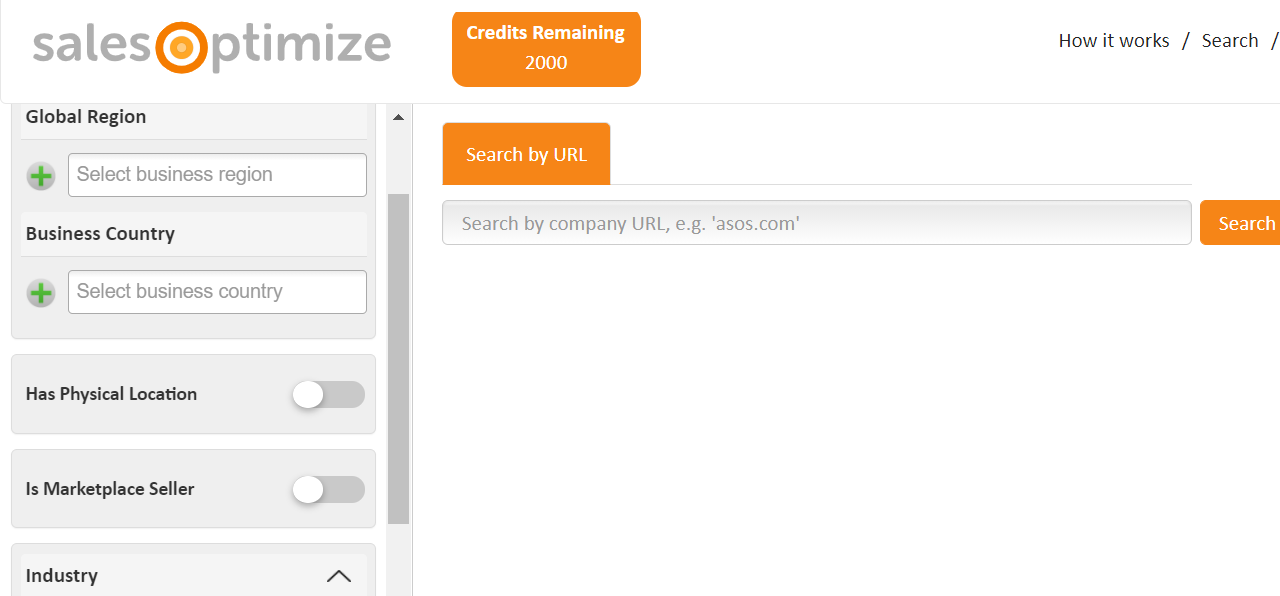 salesOptimize
Credits Remaining
2000
How it works / Search /
Global Region
Select business region
Business Country
Select business country
Has Physical Location
Is Marketplace Seller
Industry
Search by URL
Search by company URL, e.g. 'asos.com'
Search